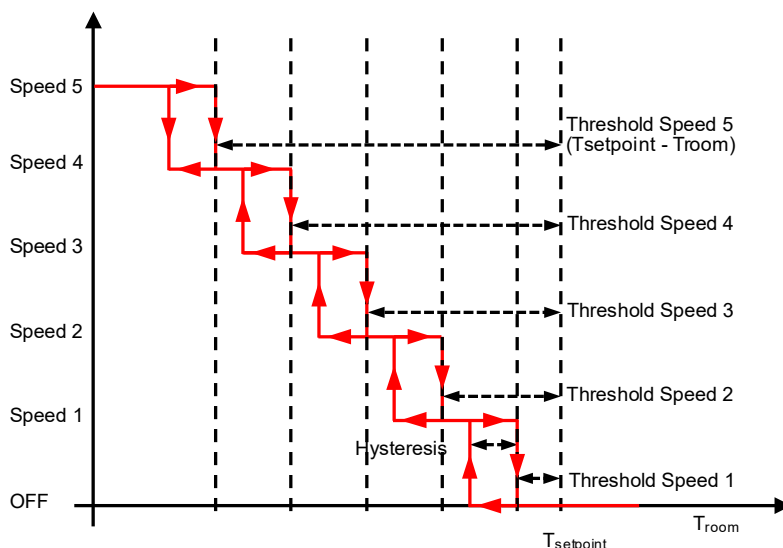 Speed 5
Threshold Speed 5
(Tsetpoint - Troom)
Speed 4
Threshold Speed 4
Speed 3
Threshold Speed 3
Speed 2
Threshold Speed 2
Speed 1
Hysteresis
Threshold Speed 1
OFF
Troom
Tsetpoint